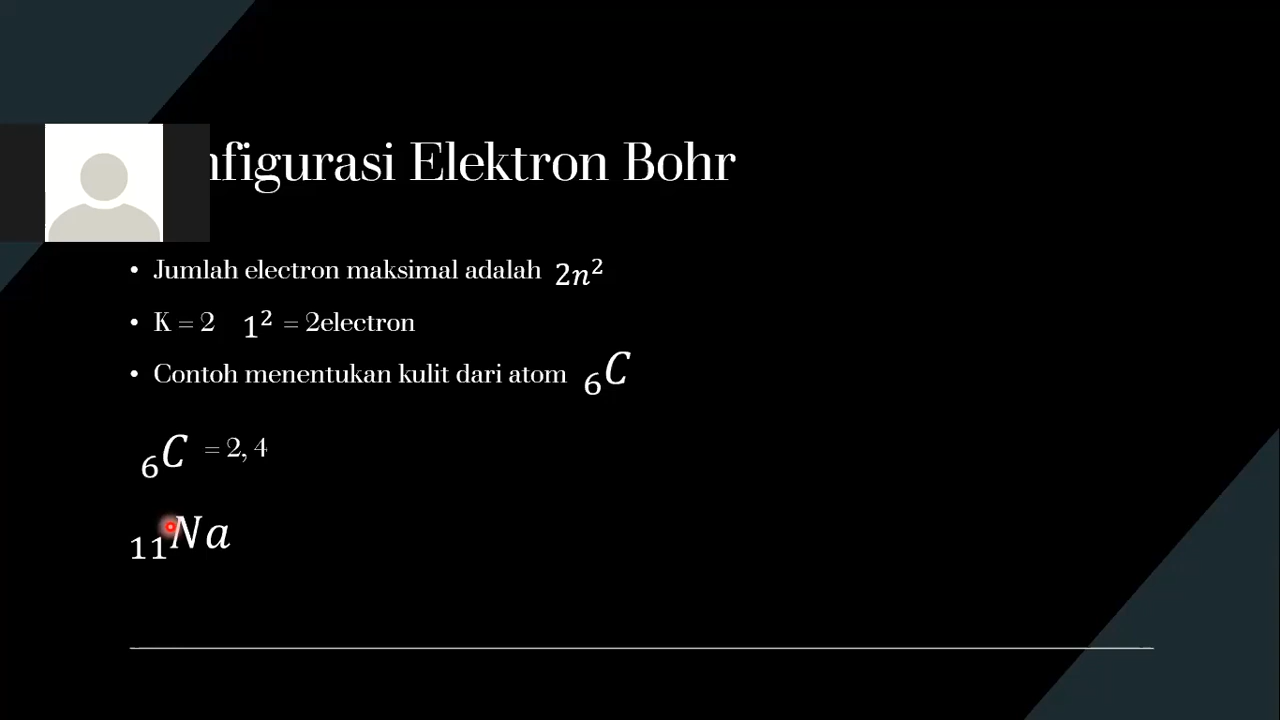 nfigurasi Elektron Bohr
• Jumlah electron maksimal adalah 2n²
• K = 2 1² = 2electron
• Contoh menentukan kulit dari atom ₆C
₆C = 2, 4
₁₁Na